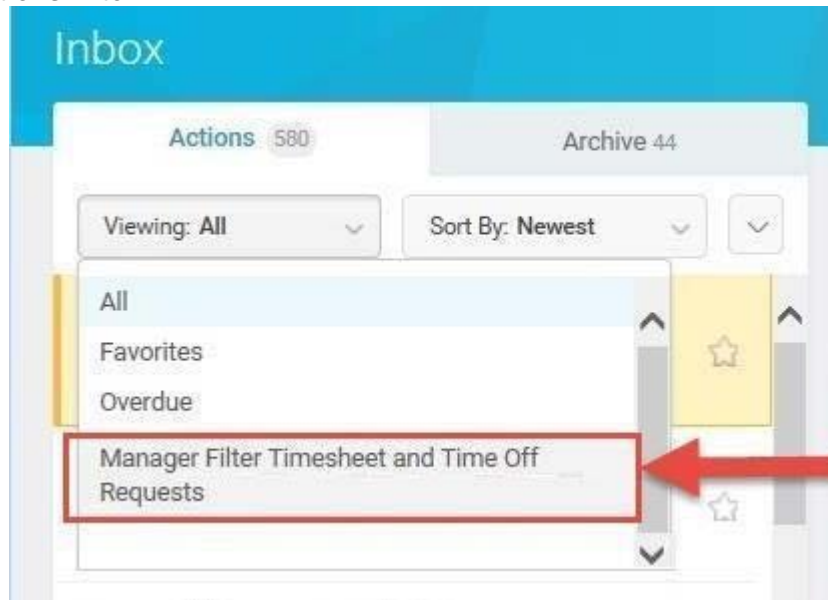 Inbox
Actions 580
Archive 44
Viewing: All
Sort By: Newest
All
Favorites
Overdue
Manager Filter Timesheet and Time Off
Requests